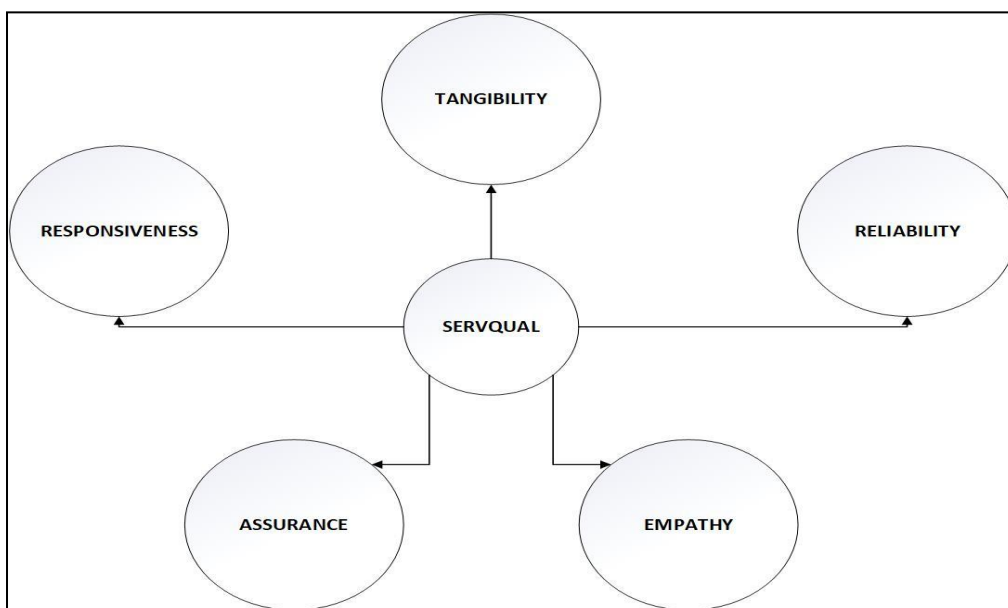 TANGIBILITY
RESPONSIVENESS
RELIABILITY
SERVQUAL
ASSURANCE
EMPATHY